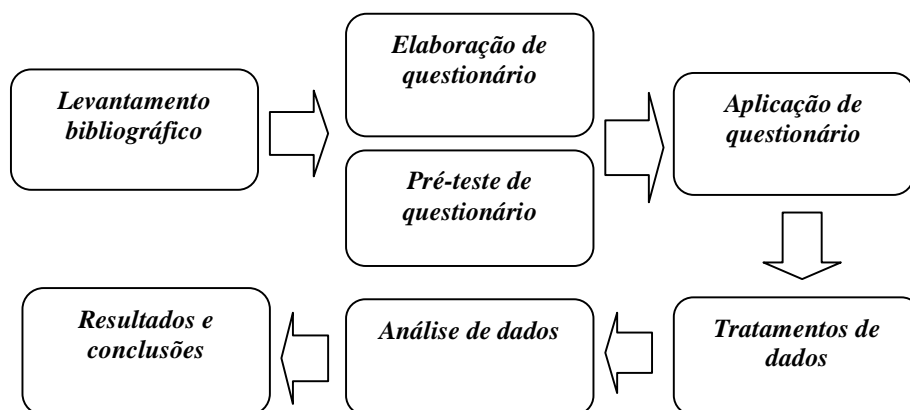 Levantamento
bibliográfico
Elaboração de
questionário
Pré-teste de
questionário
Aplicação de
questionário
Tratamentos de
dados
Análise de dados
Resultados e
conclusões